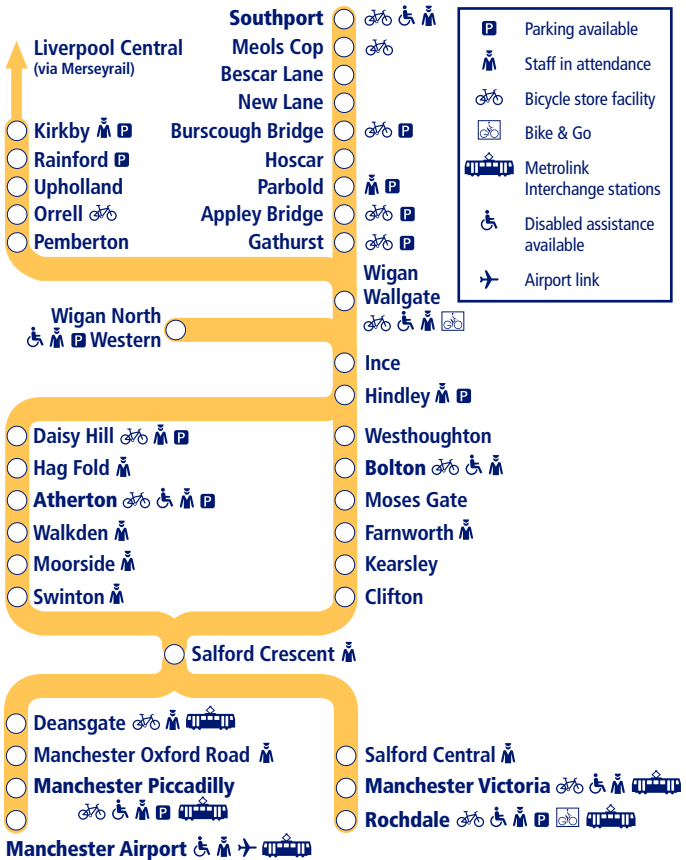 Southport
Meols Cop
Bescar Lane
New Lane
Burscough Bridge
Hoscar
Parbold
Appley Bridge
Gathurst
Liverpool Central
(via Merseyrail)
Kirkby P
Rainford P
Upholland
Orrell
Pemberton
P
P
P
P
P Parking available
Staff in attendance
Bicycle store facility
Bike & Go
Metrolink
Interchange stations
Disabled assistance
available
Airport link
Wigan
Wallgate
Wigan North
P Western
Ince
Hindley P
Daisy Hill P
Hag Fold
Atherton P
Walkden
Moorside
Swinton
Westhoughton
Bolton
Moses Gate
Farnworth
Kearsley
Clifton
Salford Crescent
Deansgate
Manchester Oxford Road
Manchester Piccadilly
P
Manchester Airport
Salford Central
Manchester Victoria
Rochdale P